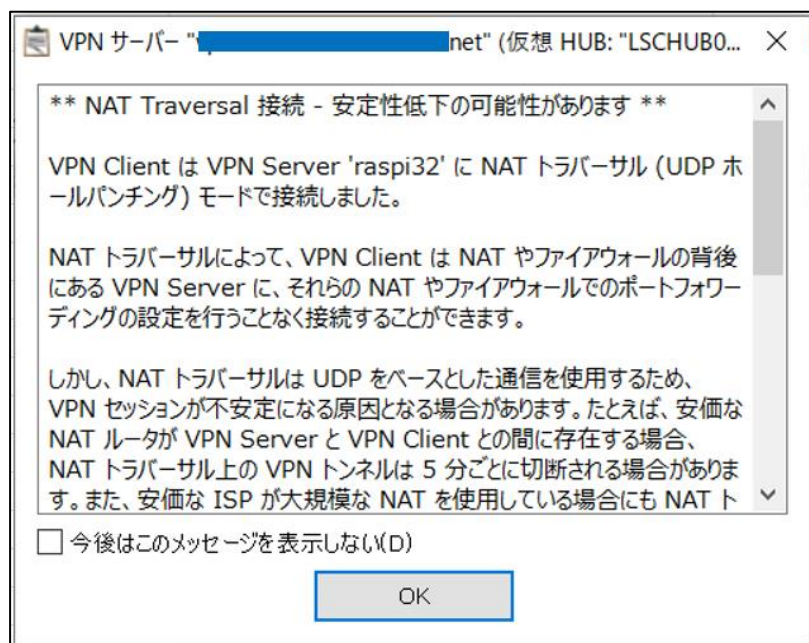 VPN サーバー "vp net" (仮想 HUB: "LSCHUB0...
** NAT Traversal 接続 - 安定性低下の可能性があります **
VPN Client は VPN Server 'raspi32' に NAT トラバーサル (UDP ホ
ールパンチング) モードで接続しました。
NAT トラバーサルによって、VPN Client は NAT やファイアウォールの背後
にある VPN Server に、それらの NAT やファイアウォールでのポートフォワー
ディングの設定を行うことなく接続することができます。
しかし、NAT トラバーサルは UDP をベースとした通信を使用するため、
VPN セッションが不安定になる原因となる場合があります。たとえば、安価な
NAT ルータが VPN Server と VPN Client との間に存在する場合、
NAT トラバーサル上の VPN トンネルは 5 分ごとに切断される場合がありま
す。また、安価な ISP が大規模な NAT を使用している場合にも NAT ト
今後はこのメッセージを表示しない(D)
OK